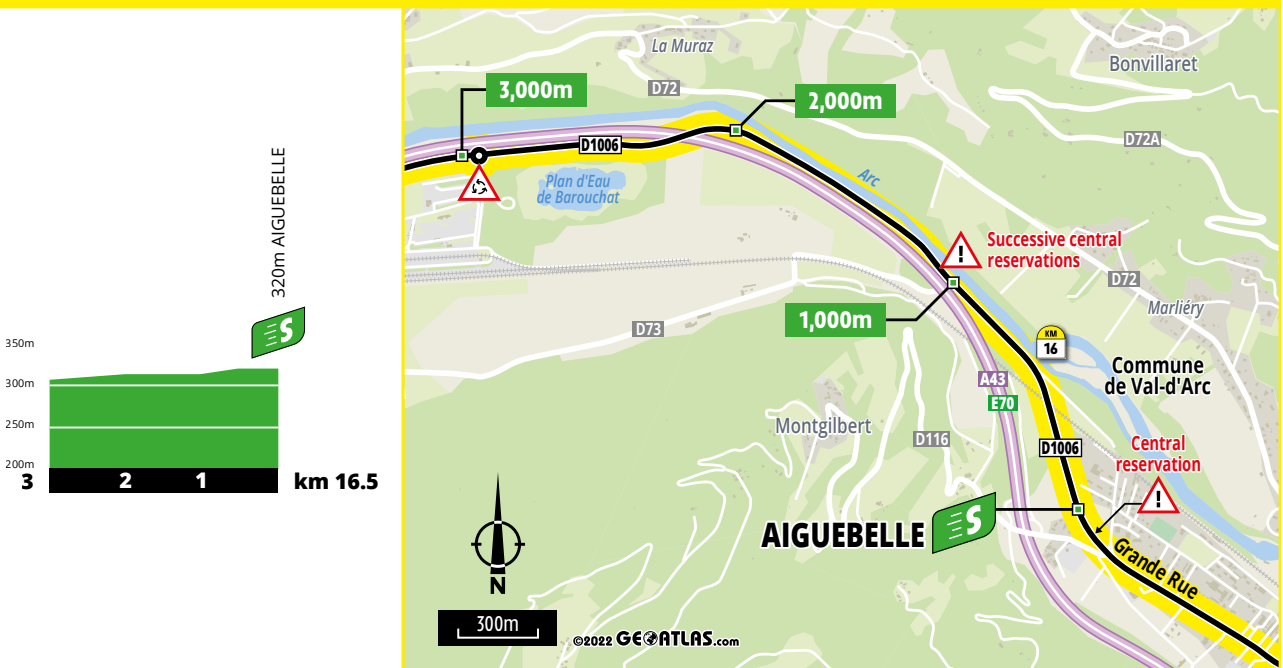 320m AIGUEBELLE
S
350m
300m
250m
200m
3 2 1 km 16.5
La Muraz
Bonvillaret
3,000m
D72
2,000m
D72A
D1006
Plan d'Eau
de Barouchat
Arc
Successive central
reservations
!
D72
Marliéry
1,000m
D73
KM
16
Commune
de Val-d'Arc
A43
E70
Montgilbert
D116
D1006
Central
reservation
!
AIGUEBELLE
S
Grande Rue
N
300m
©2022 GEOATLAS.com